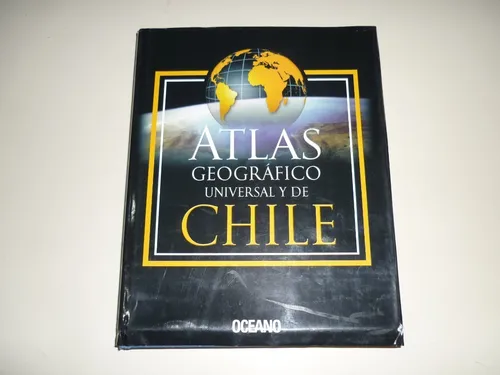 ATLAS
GEOGRÁFICO
UNIVERSAL Y DE
CHILE
OCEANO